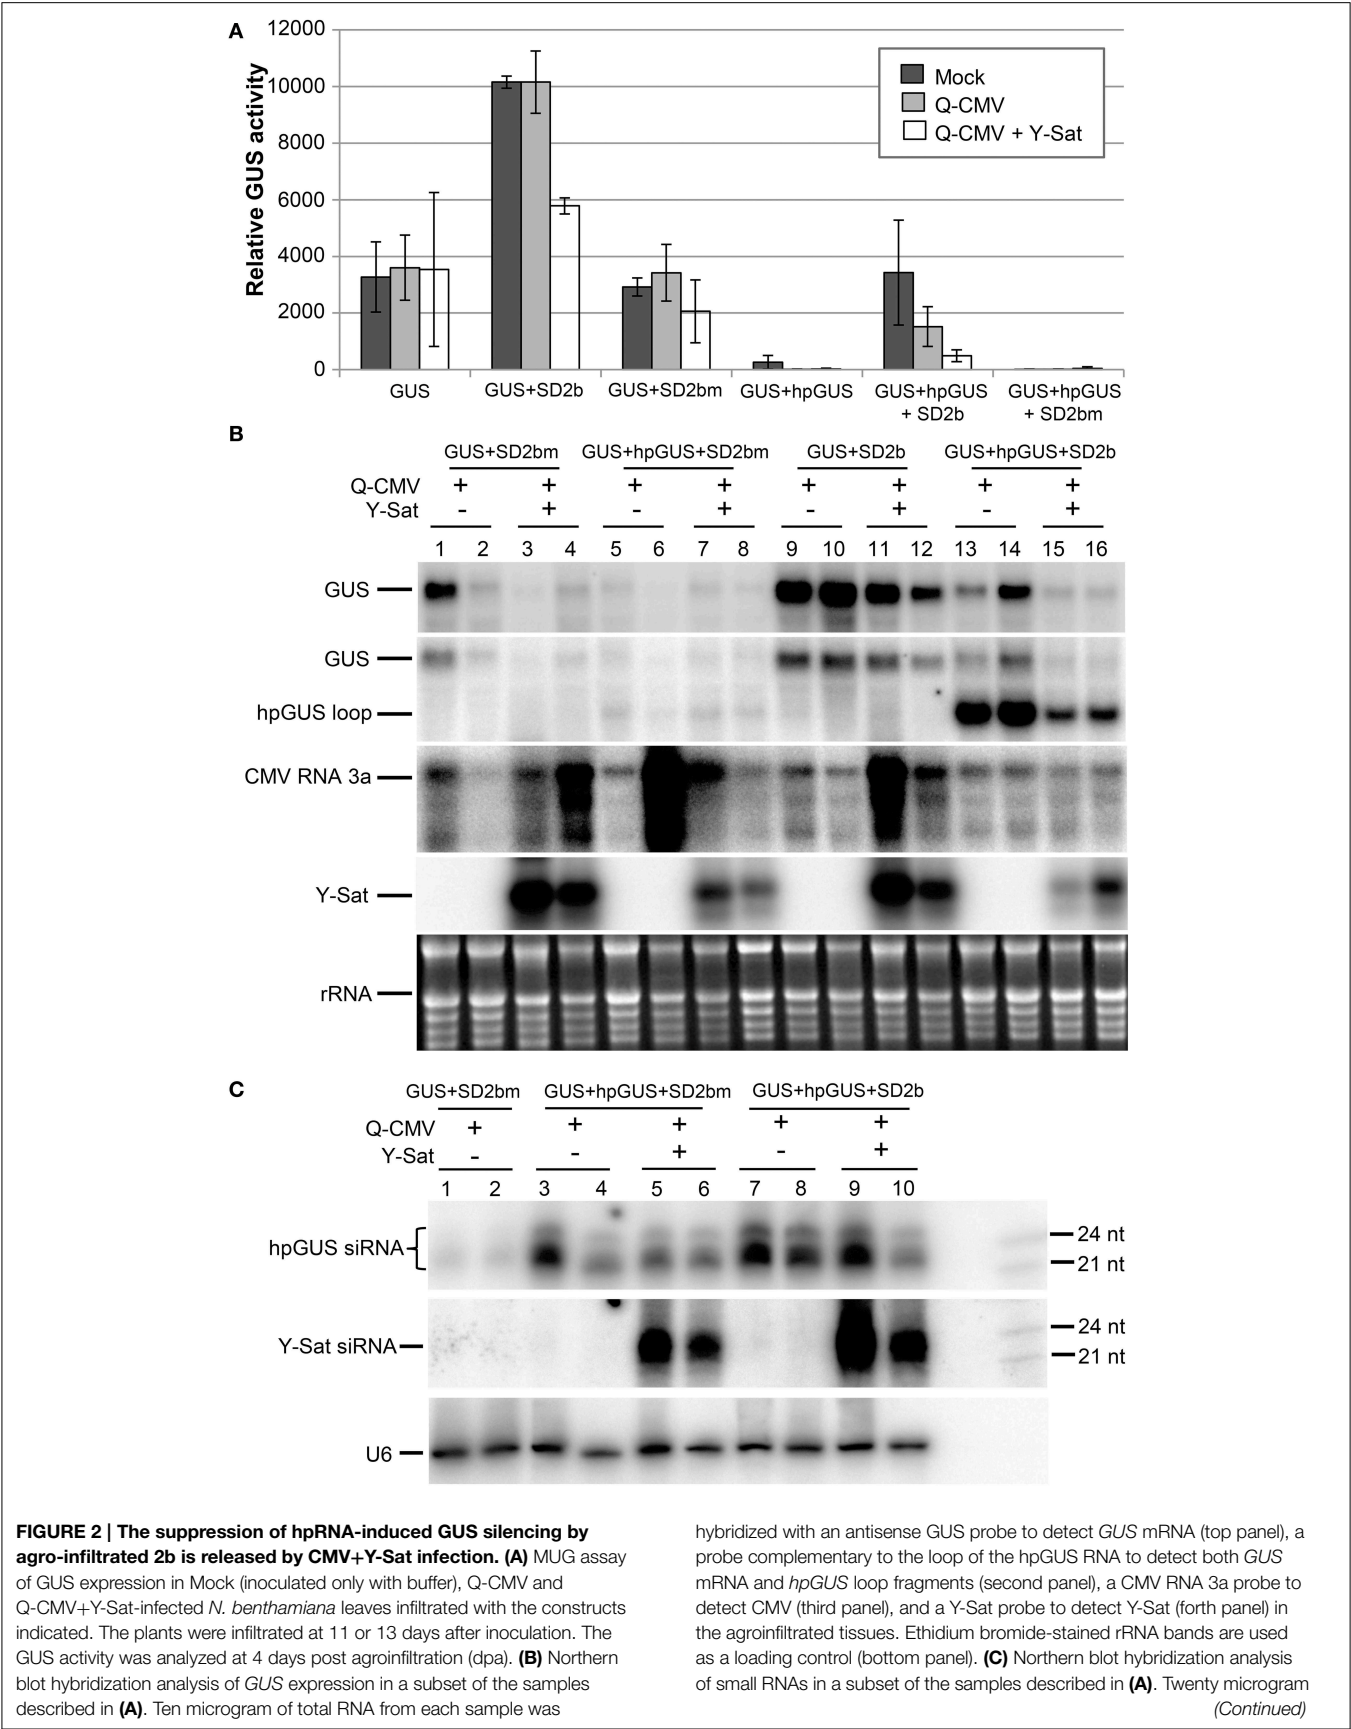 A
12000
10000
8000
6000
4000
2000
0
Relative GUS activity
Mock
Q-CMV
Q-CMV + Y-Sat
GUS GUS+SD2b GUS+SD2bm GUS+hpGUS GUS+hpGUS GUS+hpGUS
+ SD2b + SD2bm
B
GUS+SD2bm GUS+hpGUS+SD2bm GUS+SD2b GUS+hpGUS+SD2b
Q-CMV + + + + + + + +
Y-Sat - + - + - + - +
1 2 3 4 5 6 7 8 9 10 11 12 13 14 15 16
GUS
GUS
hpGUS loop
CMV RNA 3a
Y-Sat
rRNA
C
GUS+SD2bm GUS+hpGUS+SD2bm GUS+hpGUS+SD2b
Q-CMV + + + + +
Y-Sat - - + - +
1 2 3 4 5 6 7 8 9 10
hpGUS siRNA
24 nt
21 nt
Y-Sat siRNA
24 nt
21 nt
U6
FIGURE 2 | The suppression of hpRNA-induced GUS silencing by
agro-infiltrated 2b is released by CMV+Y-Sat infection. (A) MUG assay
of GUS expression in Mock (inoculated only with buffer), Q-CMV and
Q-CMV+Y-Sat-infected N. benthamiana leaves infiltrated with the constructs
indicated. The plants were infiltrated at 11 or 13 days after inoculation. The
GUS activity was analyzed at 4 days post agroinfiltration (dpa). (B) Northern
blot hybridization analysis of GUS expression in a subset of the samples
described in (A). Ten microgram of total RNA from each sample was
hybridized with an antisense GUS probe to detect GUS mRNA (top panel), a
probe complementary to the loop of the hpGUS RNA to detect both GUS
mRNA and hpGUS loop fragments (second panel), a CMV RNA 3a probe to
detect CMV (third panel), and a Y-Sat probe to detect Y-Sat (forth panel) in
the agroinfiltrated tissues. Ethidium bromide-stained rRNA bands are used
as a loading control (bottom panel). (C) Northern blot hybridization analysis
of small RNAs in a subset of the samples described in (A). Twenty microgram
(Continued)